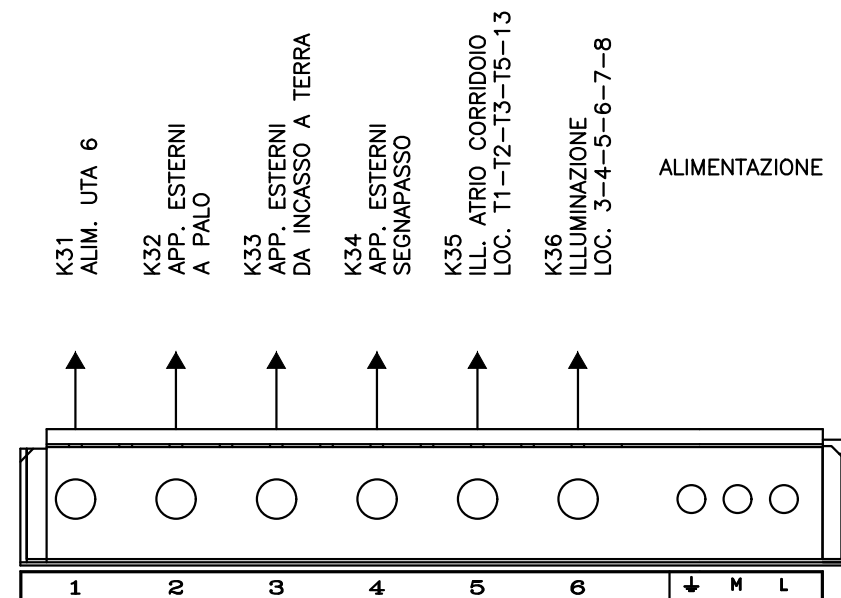 K31
ALIM. UTA 6
K32
APP. ESTERNI
A PALO
K33
APP. ESTERNI
DA INCASSO A TERRA
K34
APP. ESTERNI
SEGNAPASSO
K35
ILL. ATRIO CORRIDOIO
LOC. T1-T2-T3-T5-13
K36
ILLUMINAZIONE
LOC. 3-4-5-6-7-8
ALIMENTAZIONE
1 2 3 4 5 6 M L